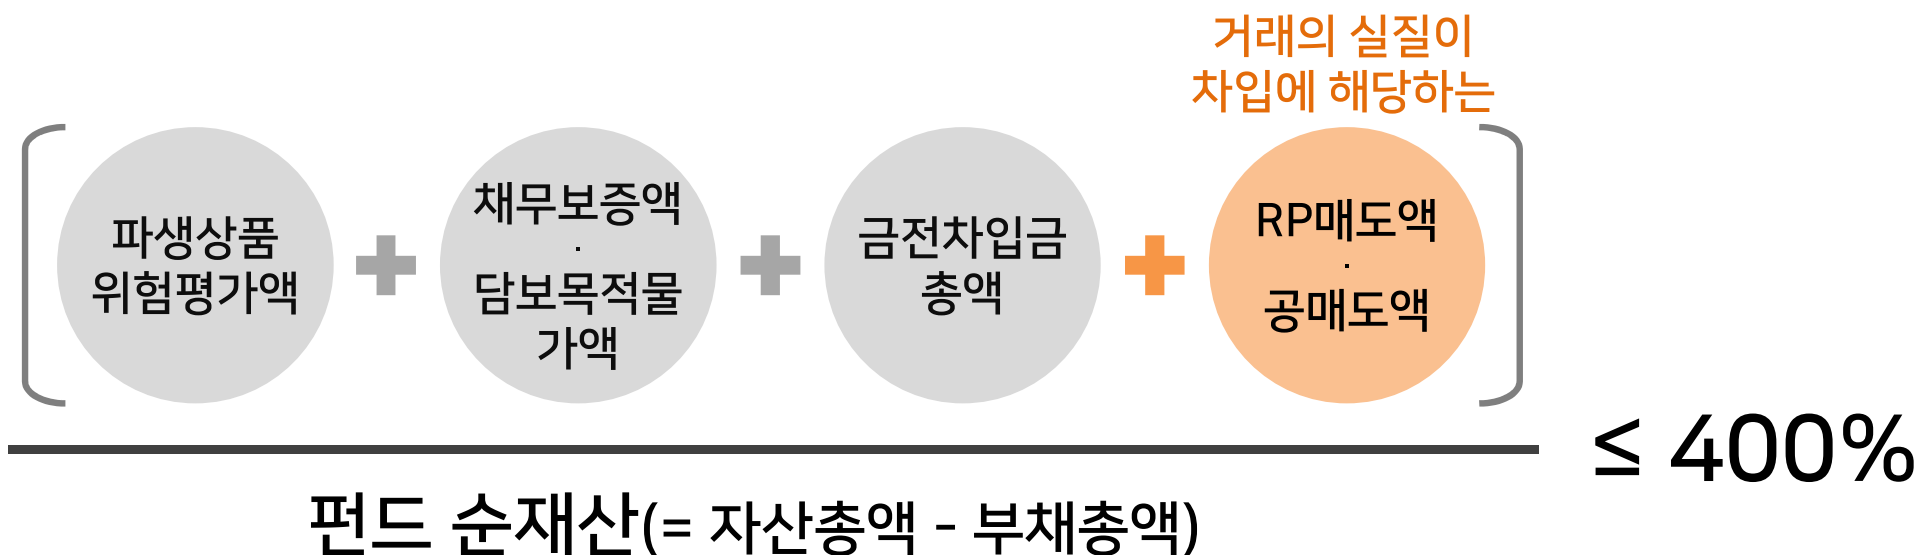 거래의 실질이
차입에 해당하는
파생상품
위험평가액
채무보증액
·
담보목적물
가액
금전차입금
총액
RP매도액
·
공매도액
≤ 400%
펀드 순재산(= 자산총액 - 부채총액)